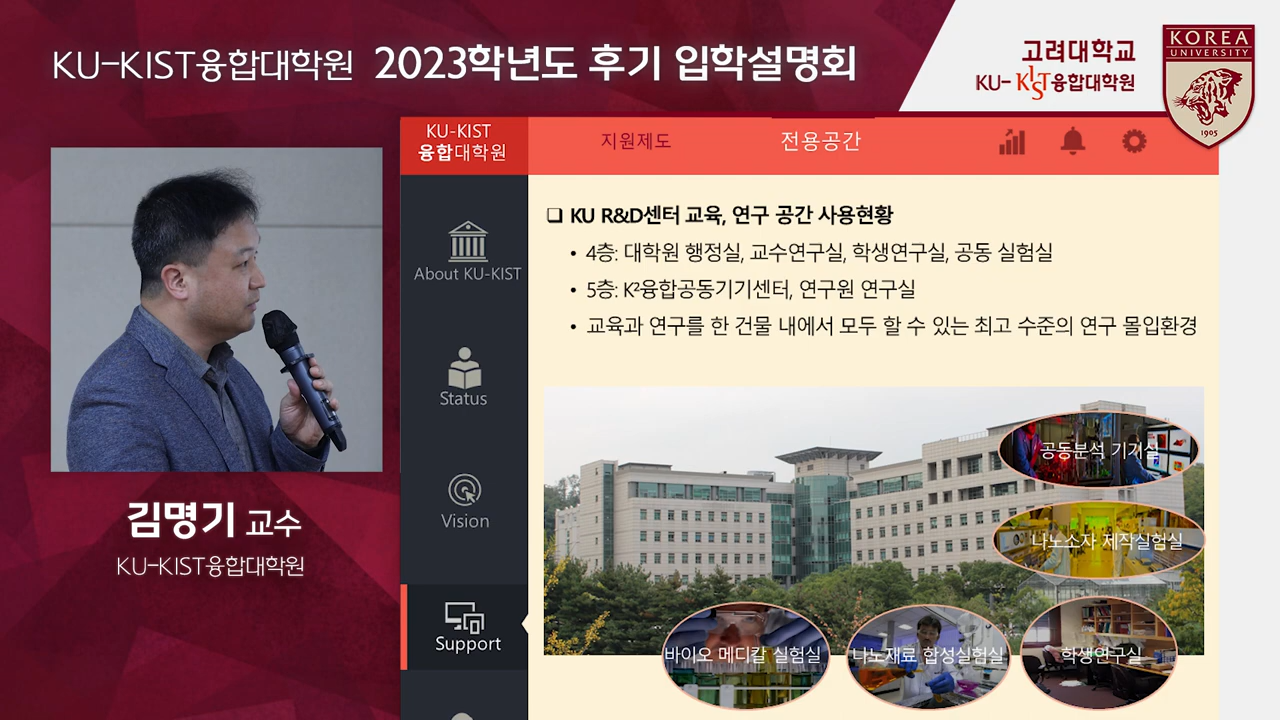 KU-KIST융합대학원 2023학년도 후기 입학설명회
고려대학교
KU- KIST융합대학원
KOREA
UNIVERSITY
1905
KU-KIST
융합대학원
지원제도
전용공간
About KU-KIST
Status
Vision
Support
❑ KU R&D센터 교육, 연구 공간 사용현황
• 4층: 대학원 행정실, 교수연구실, 학생연구실, 공동 실험실
• 5층: K²융합공동기기센터, 연구원 연구실
• 교육과 연구를 한 건물 내에서 모두 할 수 있는 최고 수준의 연구 몰입환경
공동분석 기기실
나노소자 제작실험실
바이오 메디칼 실험실
나노재료 합성실험실
학생연구실
김명기 교수
KU-KIST융합대학원